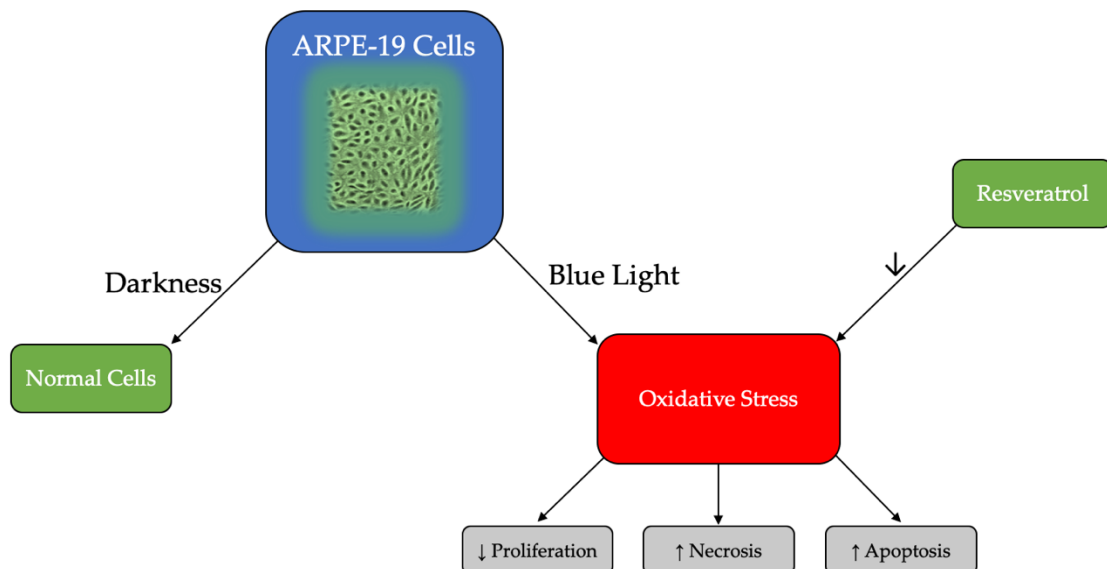 ARPE-19 Cells
Resveratrol
Darkness
Blue Light
↓
Normal Cells
Oxidative Stress
↓ Proliferation
↑ Necrosis
↑ Apoptosis